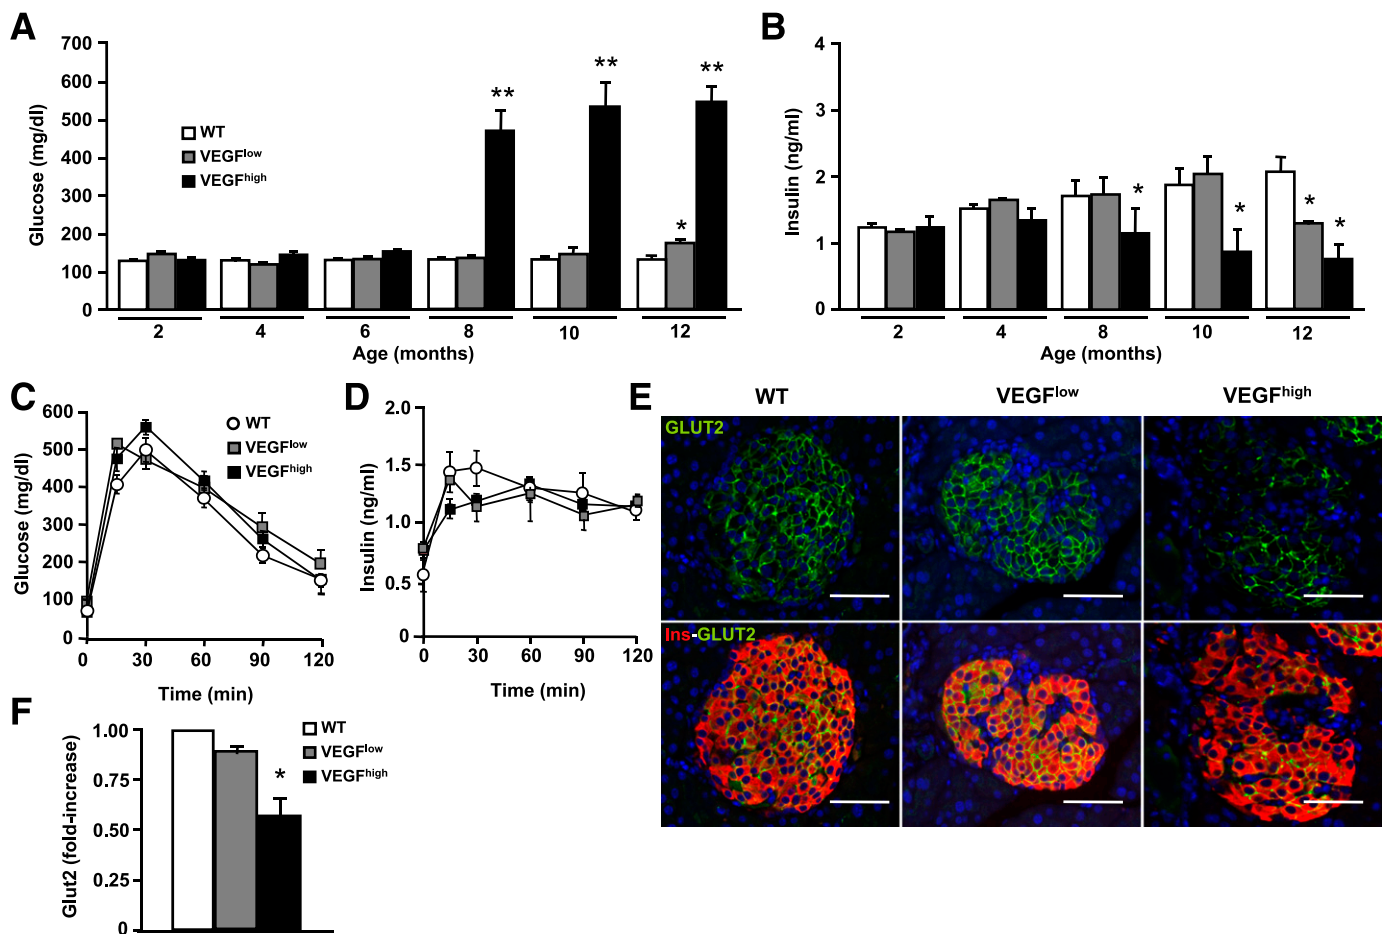 A
Glucose (mg/dl)
700
600
500
400
300
200
100
0
WT
VEGFlow
VEGFhigh
**
**
*
**
2 4 6 8 10 12
Age (months)
B
Insulin (ng/ml)
4
3
2
1
0
*
*
*
*
2 4 8 10 12
Age (months)
C
Glucose (mg/dl)
600
500
400
300
200
100
0
WT
VEGFlow
VEGFhigh
0 30 60 90 120
Time (min)
D
Insulin (ng/ml)
2.0
1.5
1.0
0.5
0
0 30 60 90 120
Time (min)
E
WT VEGFlow VEGFhigh
GLUT2
Ins-GLUT2
F
Glut2 (fold-increase)
1.00
0.75
0.50
0.25
0
WT
VEGFlow
VEGFhigh
*